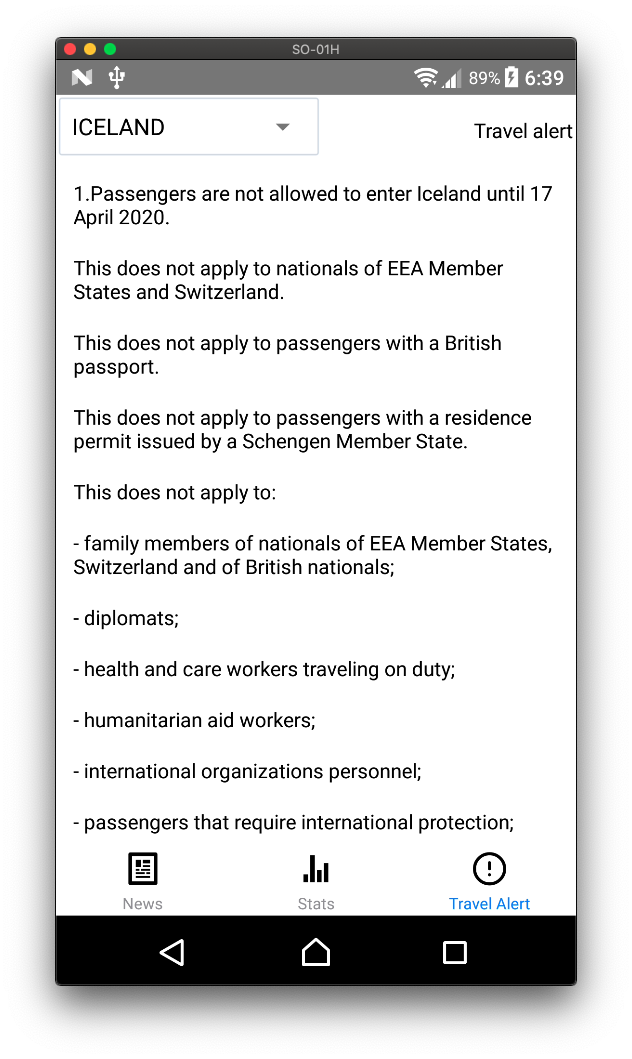 SO-01H
89% 6:39
ICELAND
Travel alert
1.Passengers are not allowed to enter Iceland until 17
April 2020.
This does not apply to nationals of EEA Member
States and Switzerland.
This does not apply to passengers with a British
passport.
This does not apply to passengers with a residence
permit issued by a Schengen Member State.
This does not apply to:
- family members of nationals of EEA Member States,
Switzerland and of British nationals;
- diplomats;
- health and care workers traveling on duty;
- humanitarian aid workers;
- international organizations personnel;
- passengers that require international protection;
News
Stats
Travel Alert